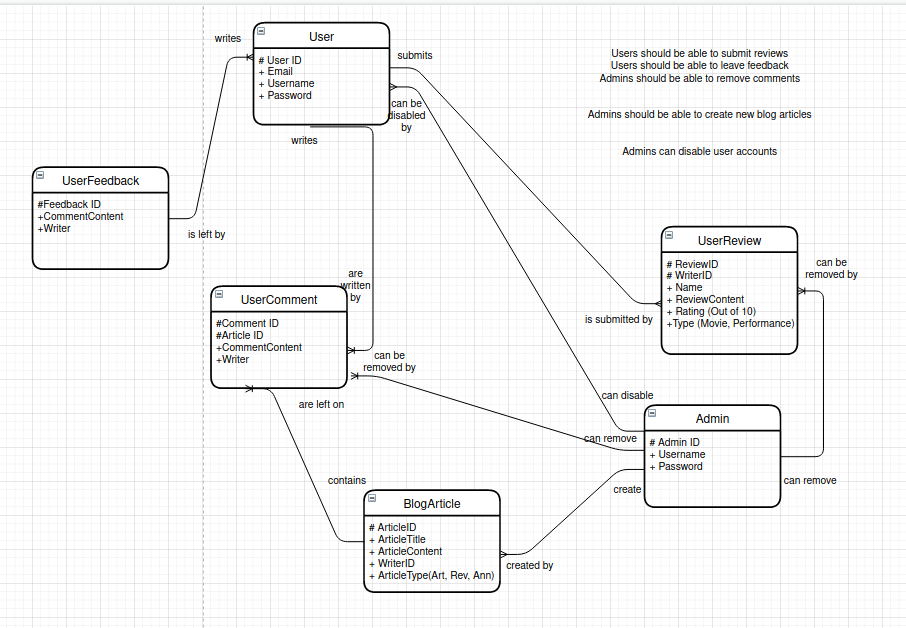 User
# User ID
+ Email
+ Username
+ Password
writes
submits
can be
disabled
by
writes
Users should be able to submit reviews
Users should be able to leave feedback
Admins should be able to remove comments
Admins should be able to create new blog articles
Admins can disable user accounts
UserFeedback
#Feedback ID
+CommentContent
+Writer
is left by
UserReview
# ReviewID
# WriterID
+ Name
+ ReviewContent
+ Rating (Out of 10)
+Type (Movie, Performance)
can be
removed by
is submitted by
are
written
by
UserComment
#Comment ID
#Article ID
+CommentContent
+Writer
can be
removed by
are left on
can disable
can remove
Admin
# Admin ID
+ Username
+ Password
can remove
create
contains
BlogArticle
# ArticleID
+ ArticleTitle
+ ArticleContent
+ WriterID
+ ArticleType(Art, Rev, Ann)
created by